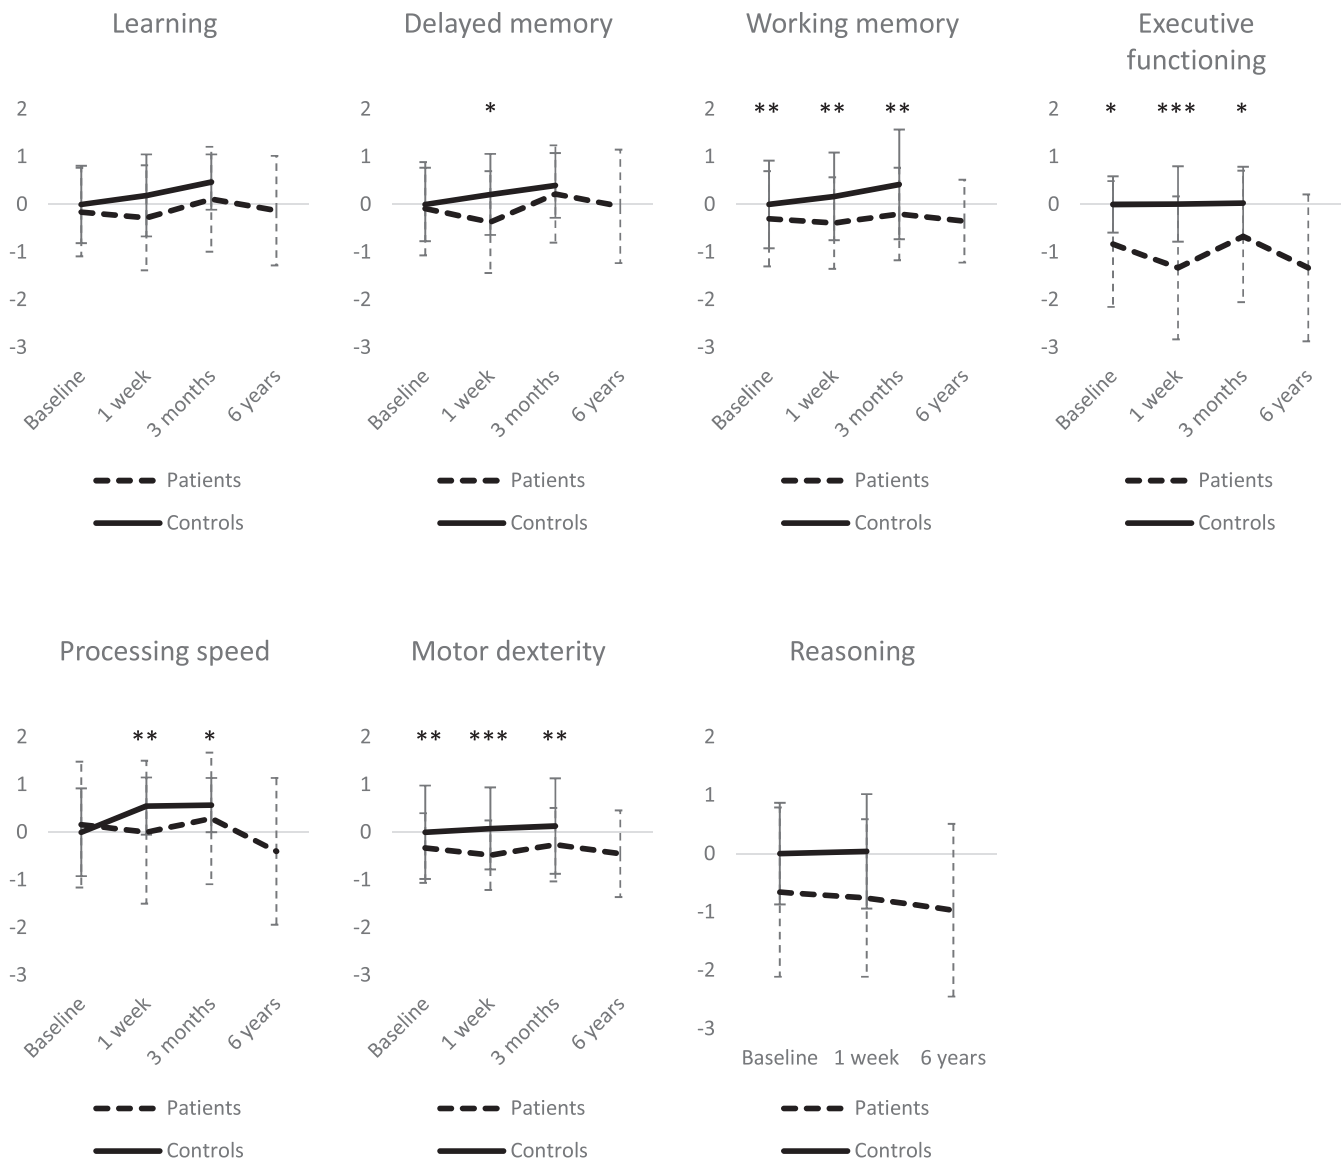 Learning
2
1
0
-1
-2
-3
Baseline
1 week
3 months
6 years
Patients
Controls
Delayed memory
*
2
1
0
-1
-2
-3
Baseline
1 week
3 months
6 years
Patients
Controls
Working memory
** ** **
2
1
0
-1
-2
-3
Baseline
1 week
3 months
6 years
Patients
Controls
Executive
functioning
* *** *
2
1
0
-1
-2
-3
Baseline
1 week
3 months
6 years
Patients
Controls
Processing speed
** *
2
1
0
-1
-2
-3
Baseline
1 week
3 months
6 years
Patients
Controls
Motor dexterity
** *** **
2
1
0
-1
-2
-3
Baseline
1 week
3 months
6 years
Patients
Controls
Reasoning
2
1
0
-1
-2
-3
Baseline 1 week 6 years
Patients
Controls